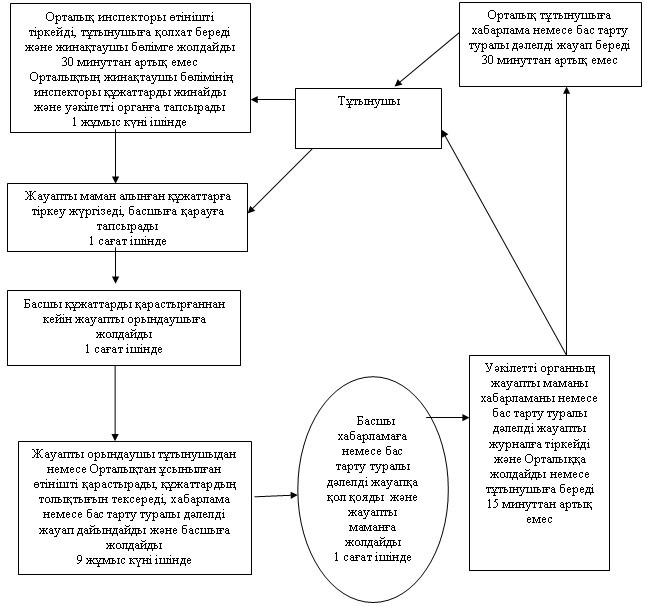 Орталық инспекторы өтінішті
тіркейді, тұтынушыға қолхат береді
және жинақтаушы бөлімге жолдайды
30 минуттан артық емес
Орталықтың жинақтаушы бөлімінің
инспекторы құжаттарды жинайды
және уәкілетті органға тапсырады
1 жұмыс күні ішінде
Орталық тұтынушыға
хабарлама немесе бас тарту
туралы дәлелді жауап береді
30 минуттан артық емес
Тұтынушы
Жауапты маман алынған құжаттарға
тіркеу жүргізеді, басшыға қарауға
тапсырады
1 сағат ішінде
Басшы құжаттарды қарастырғаннан
кейін жауапты орындаушыға
жолдайды
1 сағат ішінде
Жауапты орындаушы тұтынушыдан
немесе Орталықтан ұсынылған
өтінішті қарастырады, құжаттардың
толықтығын тексереді, хабарлама
немесе бас тарту туралы дәлелді
жауап дайындайды және басшыға
жолдайды
9 жұмыс күні ішінде
Басшы
хабарламаға
немесе бас
тарту туралы
дәлелді жауапқа
қол қояды және
жауапты
маманға
жолдайды
1 сағат ішінде
Уәкілетті органның
жауапты маманы
хабарламаны немесе
бас тарту туралы
дәлелді жауапты
журналға тіркейді
және Орталыққа
жолдайды немесе
тұтынушыға береді
15 минуттан артық
емес